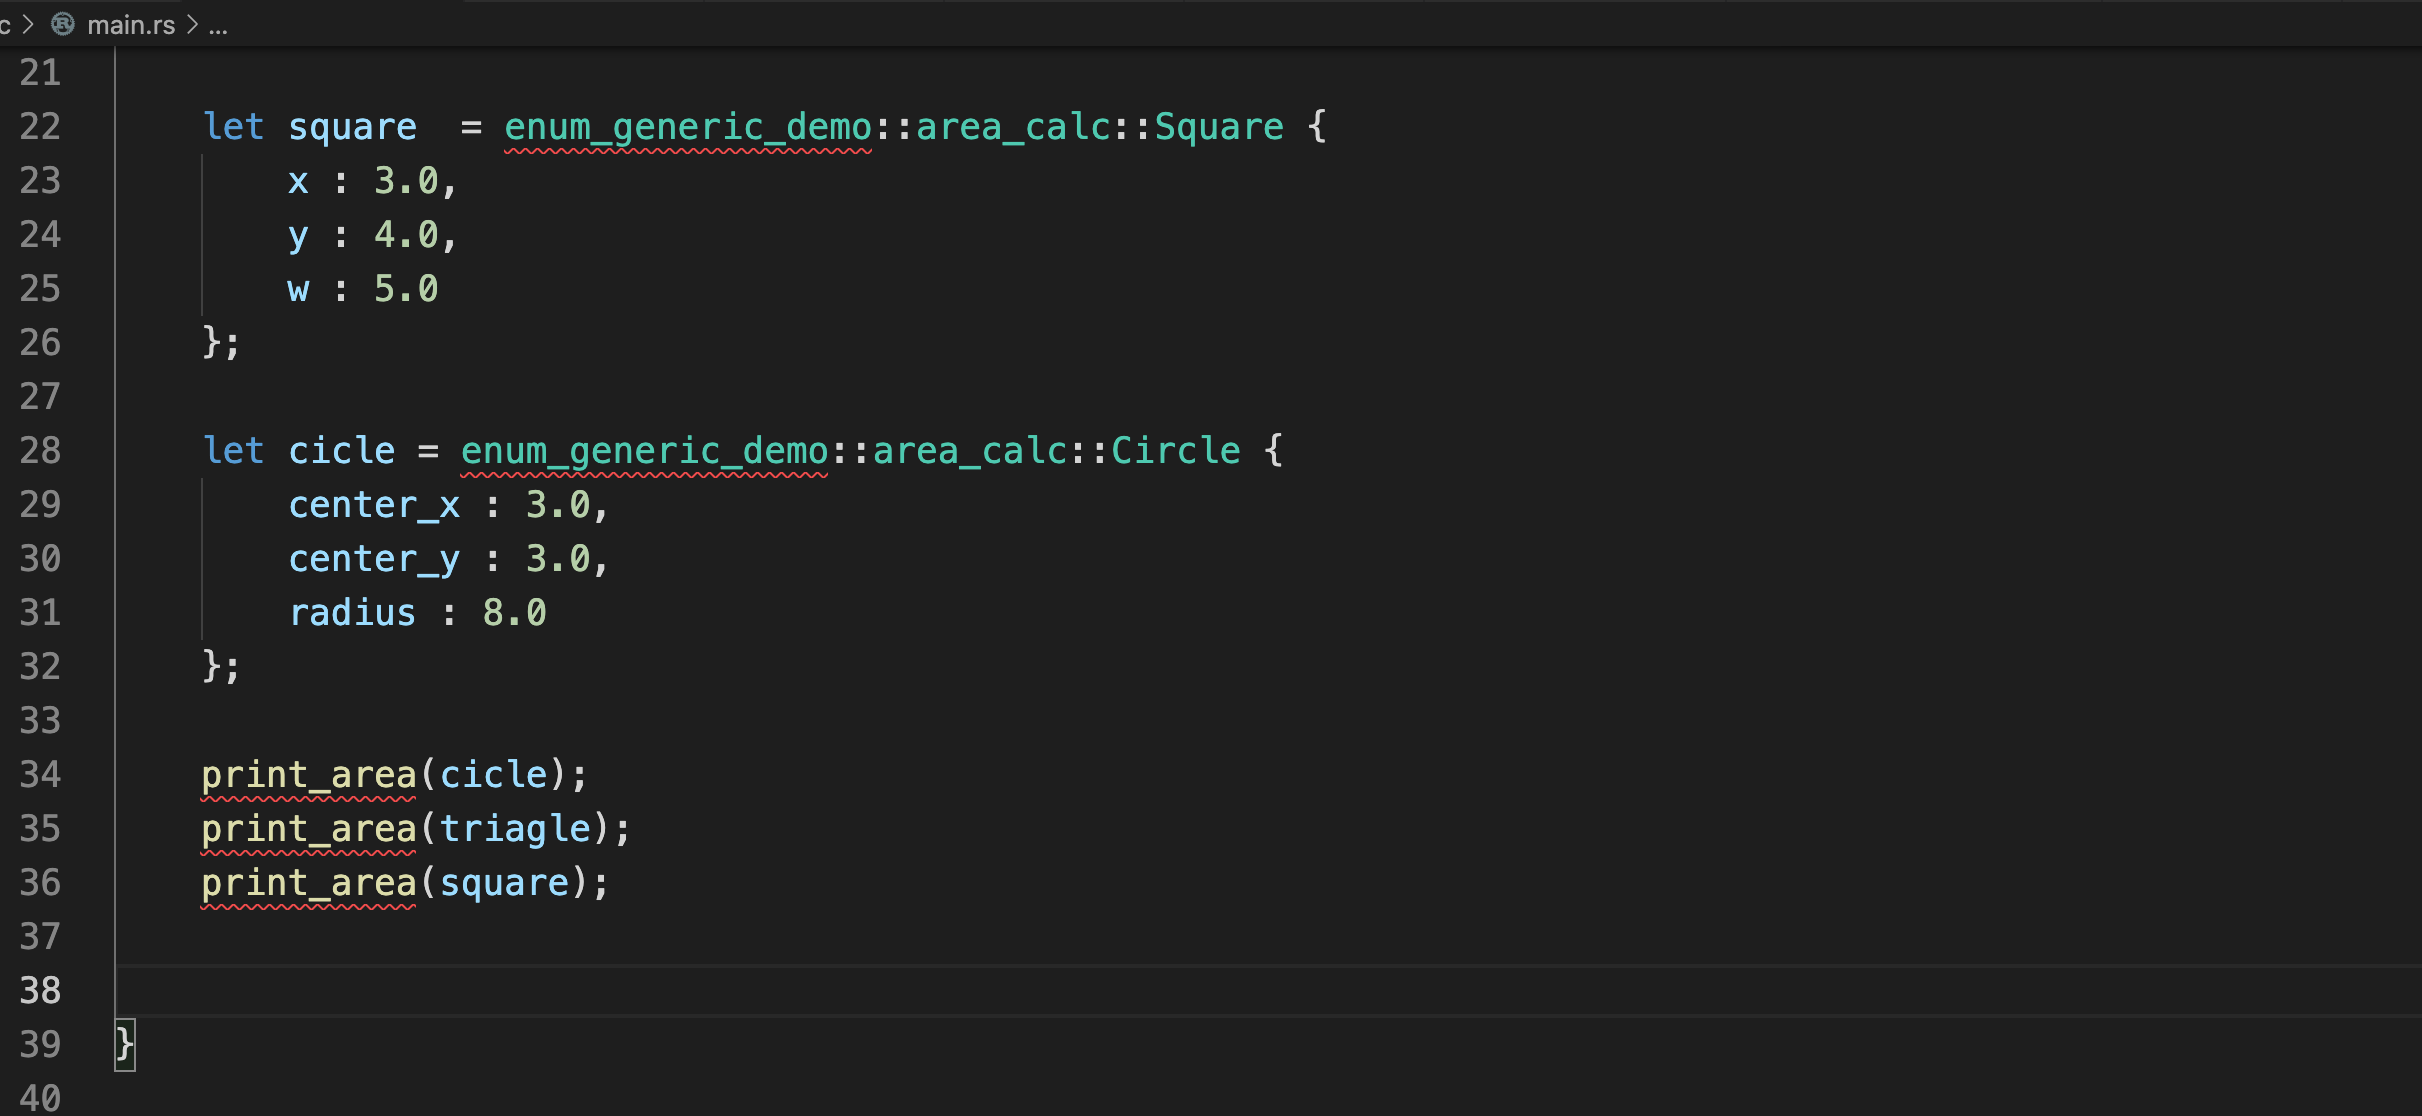 c > main.rs > ...
21
22 let square  = enum_generic_demo::area_calc::Square {
23 x : 3.0,
24 y : 4.0,
25 w : 5.0
26 };
27
28 let cicle = enum_generic_demo::area_calc::Circle {
29 center_x : 3.0,
30 center_y : 3.0,
31 radius : 8.0
32 };
33
34 print_area(cicle);
35 print_area(triagle);
36 print_area(square);
37
38
39 }
40